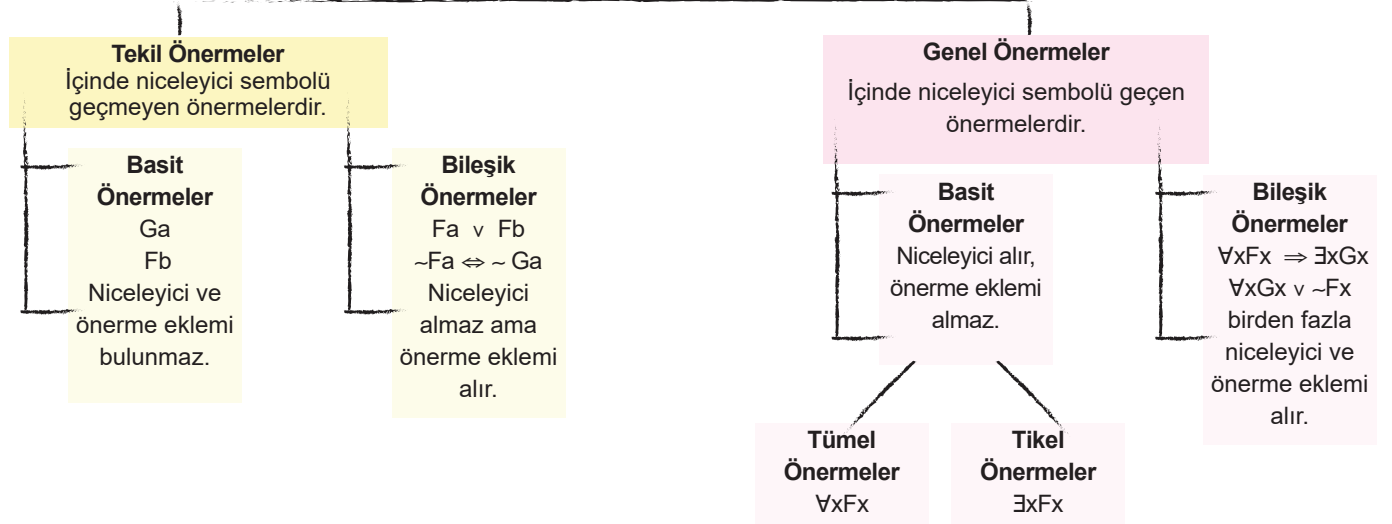 Tekil Önermeler
İçinde niceleyici sembolü
geçmeyen önermelerdir.
Basit
Önermeler
Ga
Fb
Niceleyici ve
önerme eklemi
bulunmaz.
Bileşik
Önermeler
Fa ∨ Fb
~Fa ⇔ ~ Ga
Niceleyici
almaz ama
önerme eklemi
alır.
Genel Önermeler
İçinde niceleyici sembolü geçen
önermelerdir.
Basit
Önermeler
Niceleyici alır,
önerme eklemi
almaz.
Tümel
Önermeler
∀xFx
Tikel
Önermeler
∃xFx
Bileşik
Önermeler
∀xFx ⇒ ∃xGx
∀xGx ∨ ~Fx
birden fazla
niceleyici ve
önerme eklemi
alır.